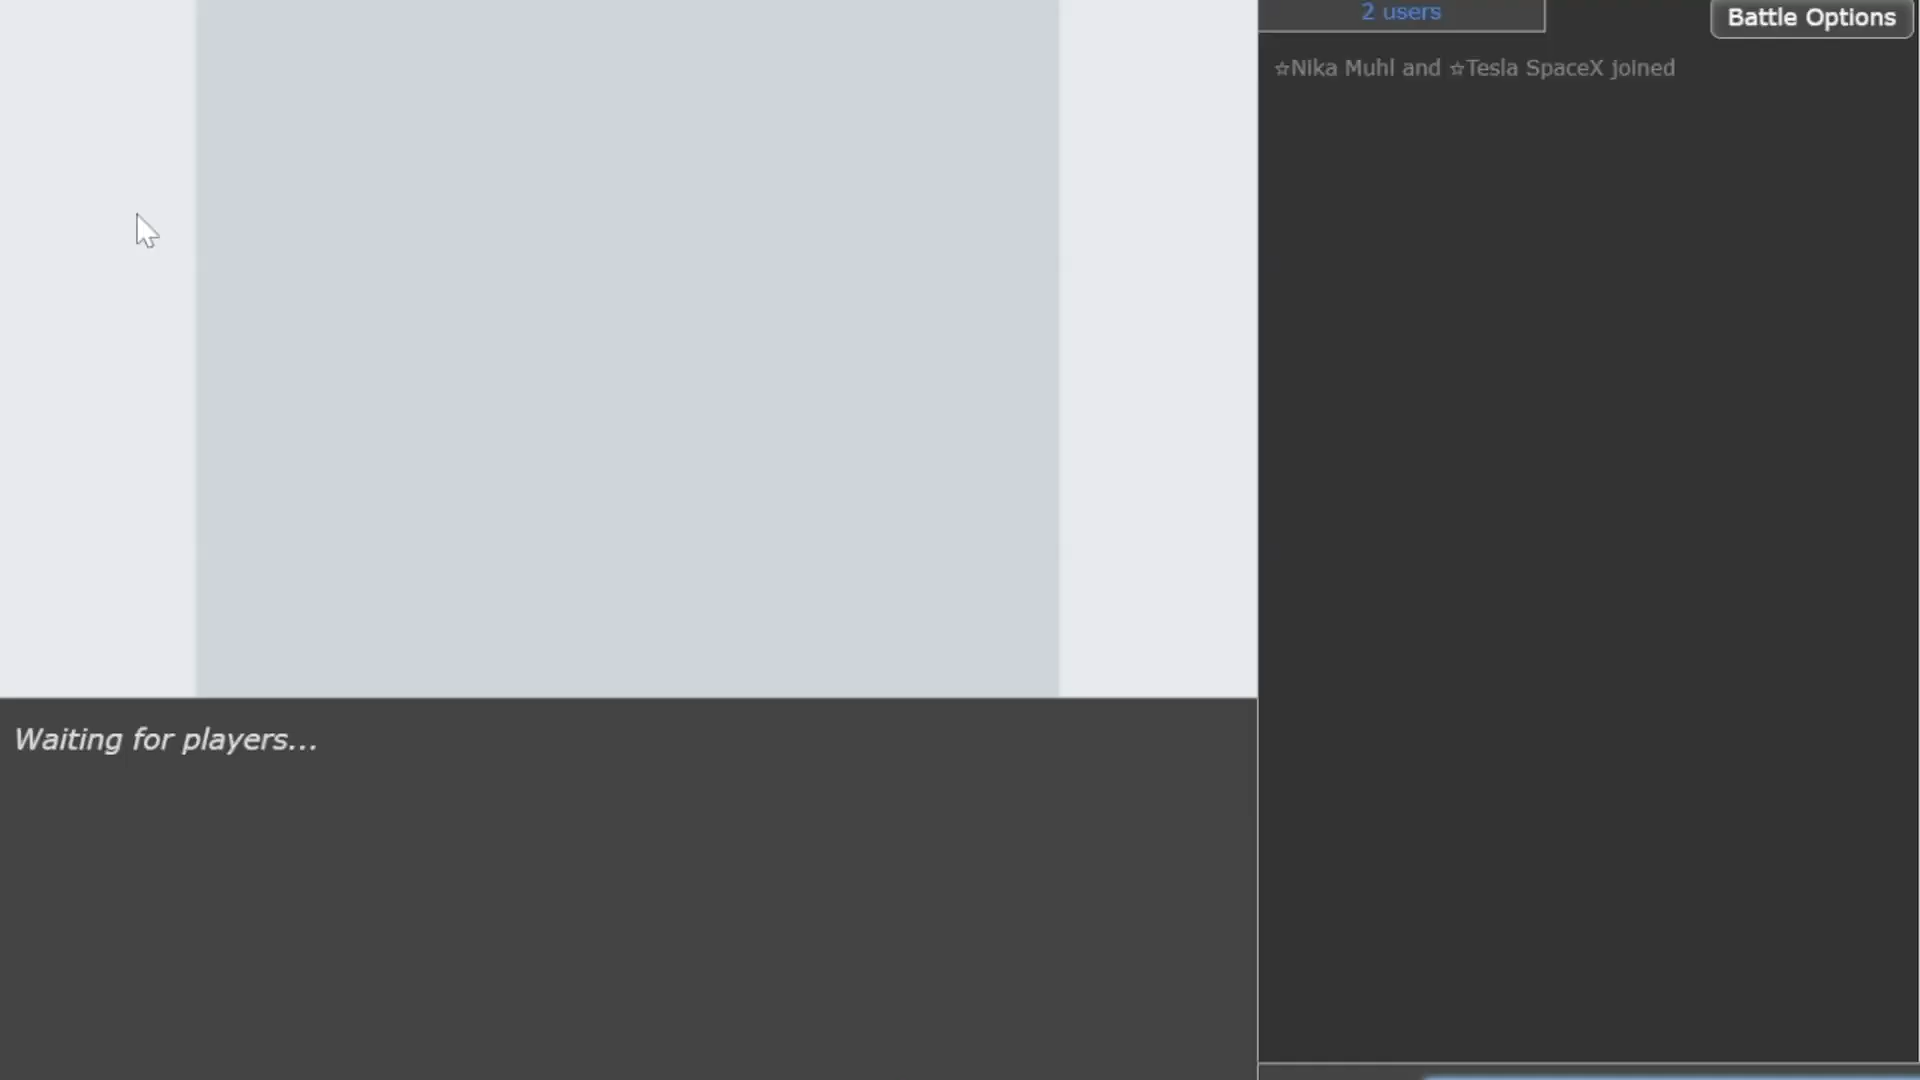 2 users
Battle Options
☆Nika Muhl and ☆Tesla SpaceX joined
Waiting for players...